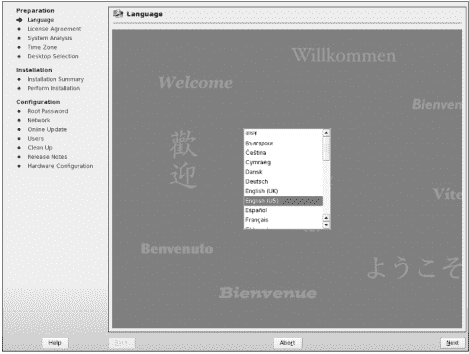 Preparation
Language
License Agreement
System Analysis
Time Zone
Desktop Selection
Installation
Installation Summary
Perform Installation
Configuration
Root Password
Network
Online Update
Users
Clean Up
Release Notes
Hardware Configuration
Language
Willkommen
Welcome
Bienven
歡迎
Български
Čeština
Cymraeg
Dansk
Deutsch
English (UK)
English (US)
Español
Français
Vite
Benvenuto
ようこそ
Bienvenue
Help
Back
Abort
Next